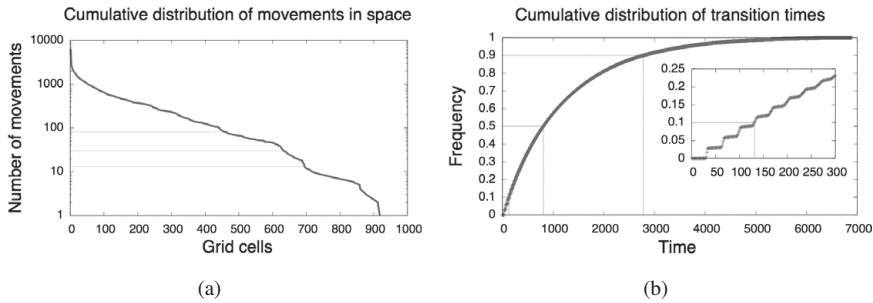 Cumulative distribution of movements in space
Number of movements
10000
1000
100
10
1
0 100 200 300 400 500 600 700 800 900 1000
Grid cells
(a)
Cumulative distribution of transition times
Frequency
1
0.9
0.8
0.7
0.6
0.5
0.4
0.3
0.2
0.1
0
0.25
0.2
0.15
0.1
0.05
0
0 50 100 150 200 250 300
0 1000 2000 3000 4000 5000 6000 7000
Time
(b)